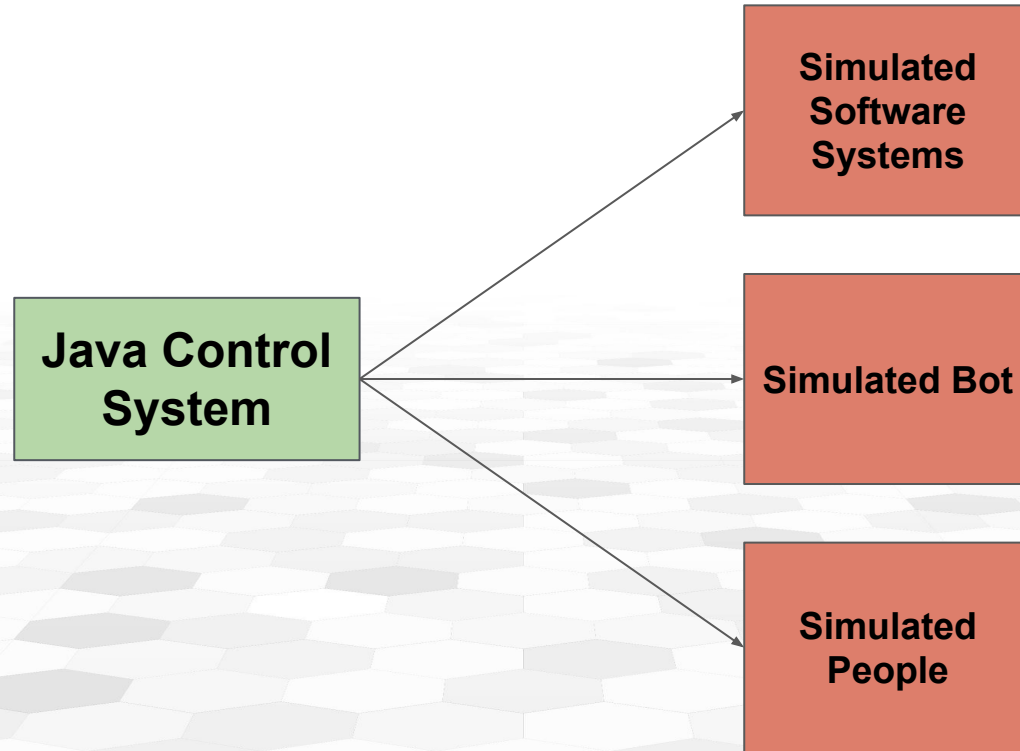 Simulated
Software
Systems
Java Control
System
Simulated Bot
Simulated
People